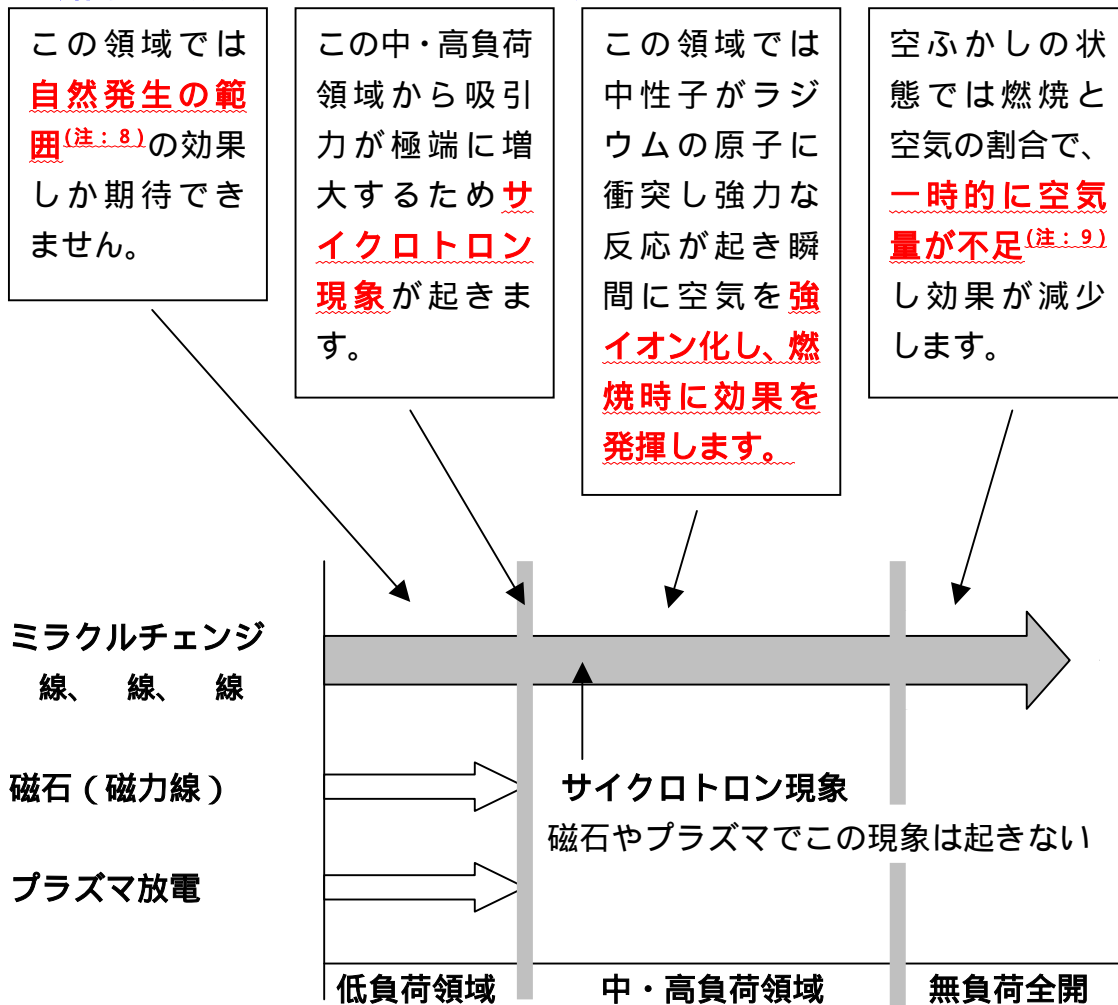 この領域では
自然発生の範
囲(注:8)の効果
しか期待でき
ません。
この中・高負荷
領域から吸引
力が極端に増
大するためサ
イクロトロン
現象が起きま
す。
この領域では
中性子がラジ
ウムの原子に
衝突し強力な
反応が起き瞬
間に空気を強
イオン化し、燃
焼時に効果を
発揮します。
空ふかしの状
態では燃焼と
空気の割合で、
一時的に空気
量が不足(注:9)
し効果が減少
します。
ミラクルチェンジ
線、 線、 線
磁石(磁力線)
サイクロトロン現象
磁石やプラズマでこの現象は起きない
プラズマ放電
低負荷領域 中・高負荷領域 無負荷全開